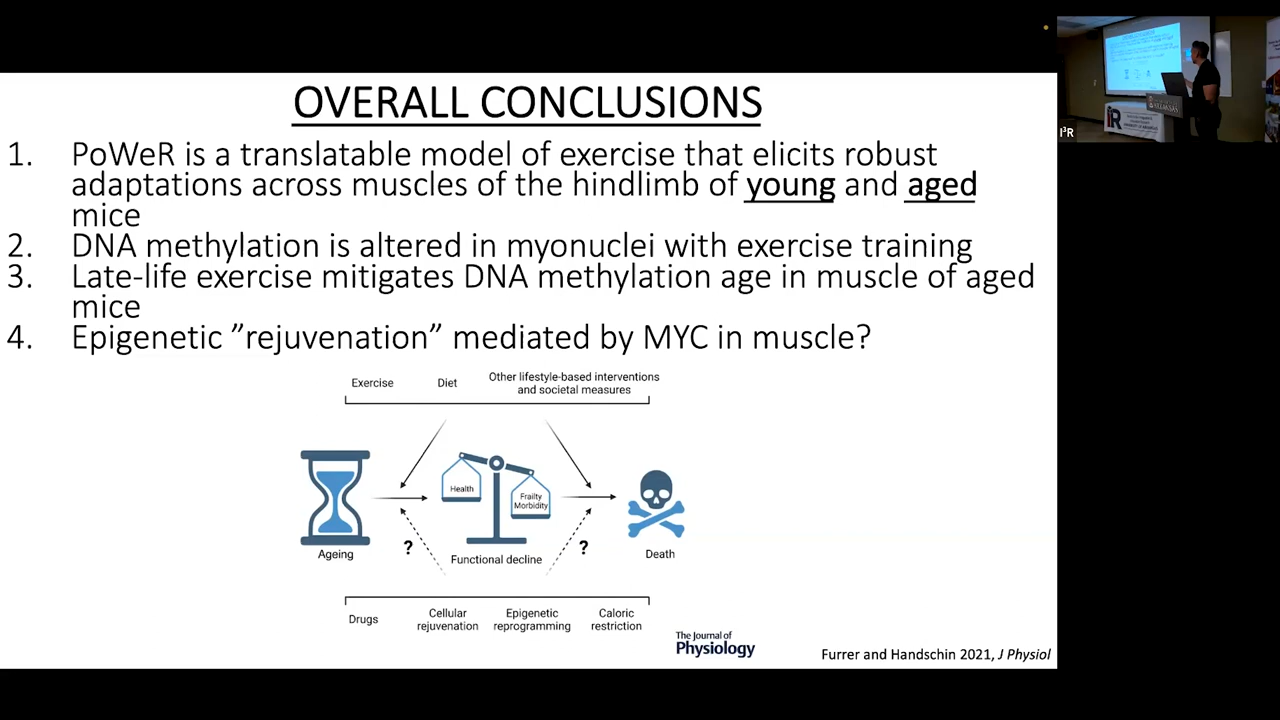 OVERALL CONCLUSIONS
1. PoWeR is a translatable model of exercise that elicits robust
adaptations across muscles of the hindlimb of young and aged
mice
2. DNA methylation is altered in myonuclei with exercise training
3. Late-life exercise mitigates DNA methylation age in muscle of aged
mice
4. Epigenetic ”rejuvenation” mediated by MYC in muscle?
Exercise
Diet
Other lifestyle-based interventions
and societal measures
Health
Frailty
Morbidity
?
?
Ageing
Functional decline
Death
Drugs
Cellular
rejuvenation
Epigenetic
reprogramming
Caloric
restriction
The Journal of
Physiology
Furrer and Handschin 2021, J Physiol
I³R